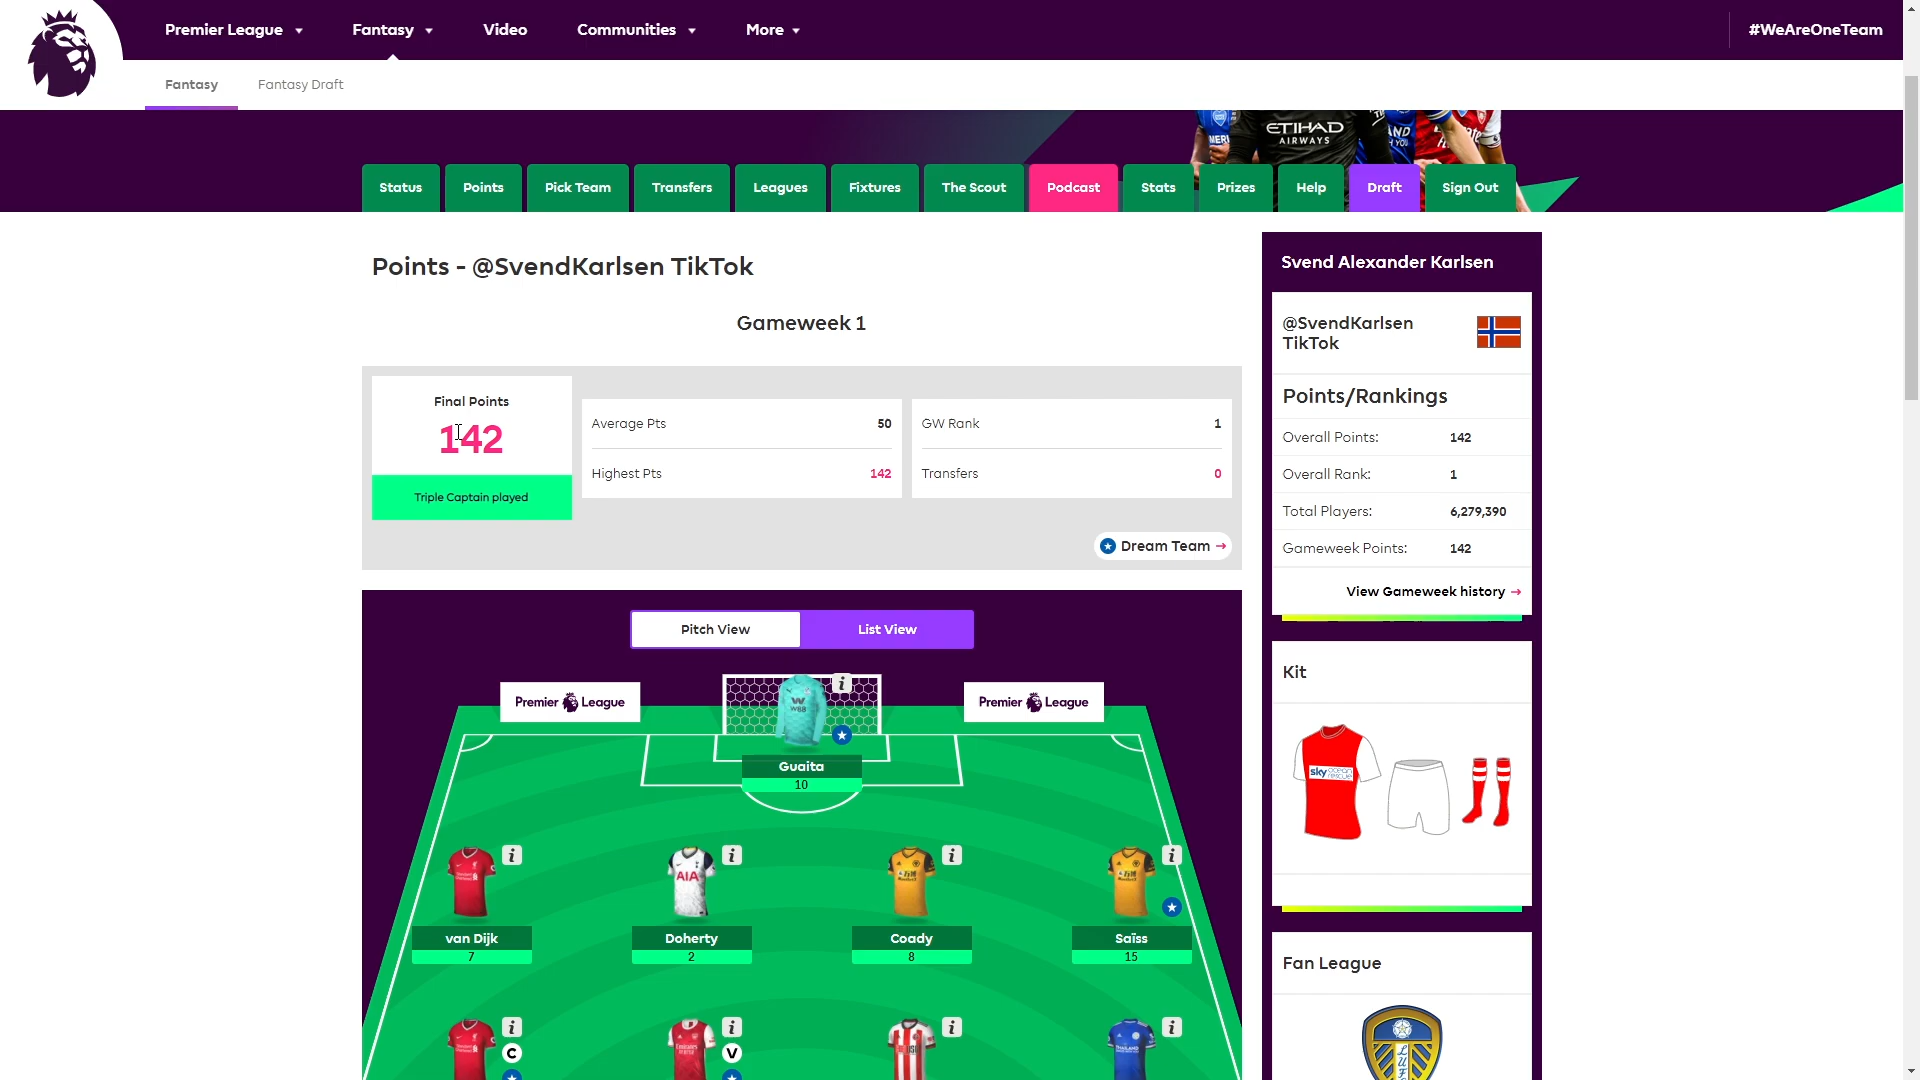 Premier League Fantasy Video Communities More #WeAreOneTeam
Fantasy Fantasy Draft
ETIHAD
AIRWAYS
Status Points Pick Team Transfers Leagues Fixtures The Scout Podcast Stats Prizes Help Draft Sign Out
Points - @SvendKarlsen TikTok
Gameweek 1
Final Points
142
Triple Captain played
Average Pts 50
Highest Pts 142
GW Rank 1
Transfers 0
Dream Team →
Pitch View List View
Premier League
Premier League
W88
Guaita
10
AIA
van Dijk
7
Doherty
2
Coady
8
Saïss
15
C
V
Svend Alexander Karlsen
@SvendKarlsen
TikTok
Points/Rankings
Overall Points: 142
Overall Rank: 1
Total Players: 6,279,390
Gameweek Points: 142
View Gameweek history →
Kit
sky ocean
rescue
Fan League
L
U